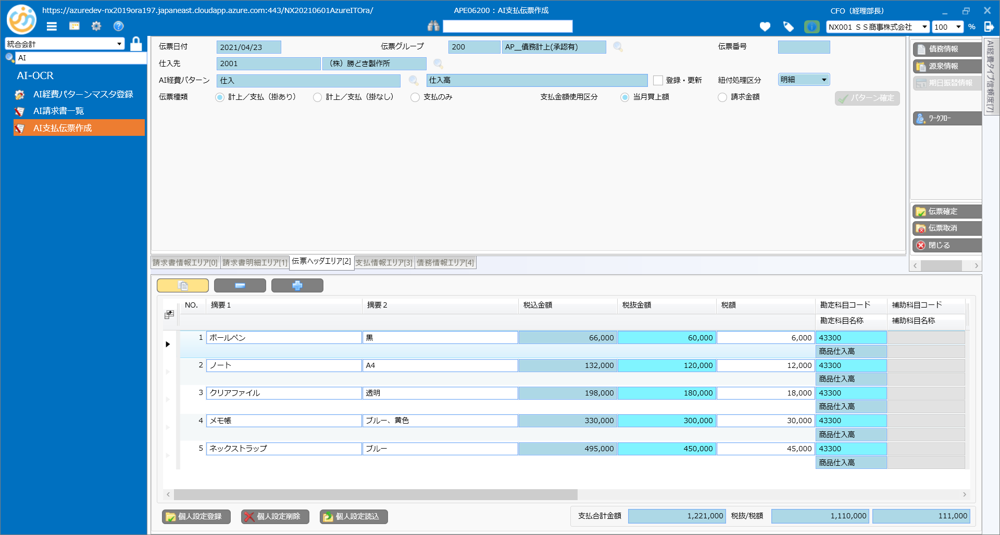 https://azuredev-nx2019ora197.japaneast.cloudapp.azure.com:443/NX20210601AzureITOra/
APE06200：AI支払伝票作成
CFO（経理部長）
NX001 ＳＳ商事株式会社
100
%
統合会計
AI
AI-OCR
AI経費パターンマスタ登録
AI請求書一覧
AI支払伝票作成
伝票日付
2021/04/23
伝票グループ
200
AP＿債務計上(承認有)
伝票番号
仕入先
2001
（株）勝どき製作所
AI経費パターン
仕入
仕入高
登録・更新
紐付処理区分
明細
伝票種類
計上／支払（掛あり）
計上／支払（掛なし）
支払のみ
支払金額使用区分
当月買上額
請求金額
パターン確定
債務情報
源泉情報
期日振替情報
ﾜｰｸﾌﾛｰ
伝票確定
伝票取消
閉じる
AI経費タイプ信頼度[7]
請求書情報エリア[0]
請求書明細エリア[1]
伝票ヘッダエリア[2]
支払情報エリア[3]
債務情報エリア[4]
NO. 摘要１ 摘要２ 税込金額 税抜金額 税額 勘定科目コード 補助科目コード
勘定科目名称 補助科目名称
1 ボールペン 黒 66,000 60,000 6,000 43300
商品仕入高
2 ノート A4 132,000 120,000 12,000 43300
商品仕入高
3 クリアファイル 透明 198,000 180,000 18,000 43300
商品仕入高
4 メモ帳 ブルー、黄色 330,000 300,000 30,000 43300
商品仕入高
5 ネックストラップ ブルー 495,000 450,000 45,000 43300
商品仕入高
個人設定登録
個人設定削除
個人設定読込
支払合計金額 1,221,000 税抜/税額 1,110,000 111,000